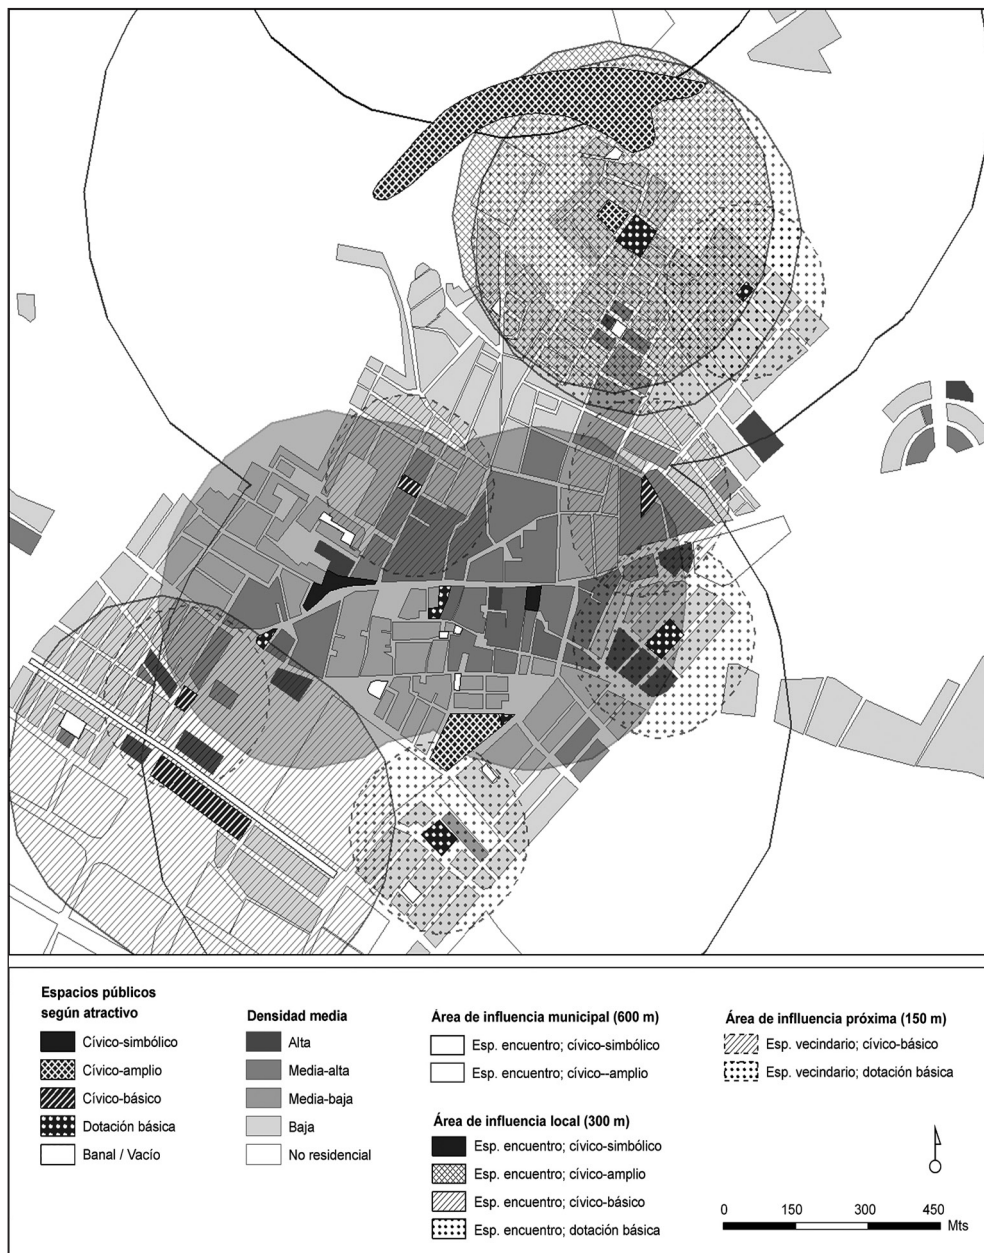 Espacios públicos
según atractivo
Cívico-simbólico
Cívico-amplio
Cívico-básico
Dotación básica
Banal / Vacío
Densidad media
Alta
Media-alta
Media-baja
Baja
No residencial
Área de influencia municipal (600 m)
Esp. encuentro; cívico-simbólico
Esp. encuentro; cívico--amplio
Área de influencia local (300 m)
Esp. encuentro; cívico-simbólico
Esp. encuentro; cívico-amplio
Esp. encuentro; cívico-básico
Esp. encuentro; dotación básica
Área de inflluencia próxima (150 m)
Esp. vecindario; cívico-básico
Esp. vecindario; dotación básica
0 150 300 450
Mts